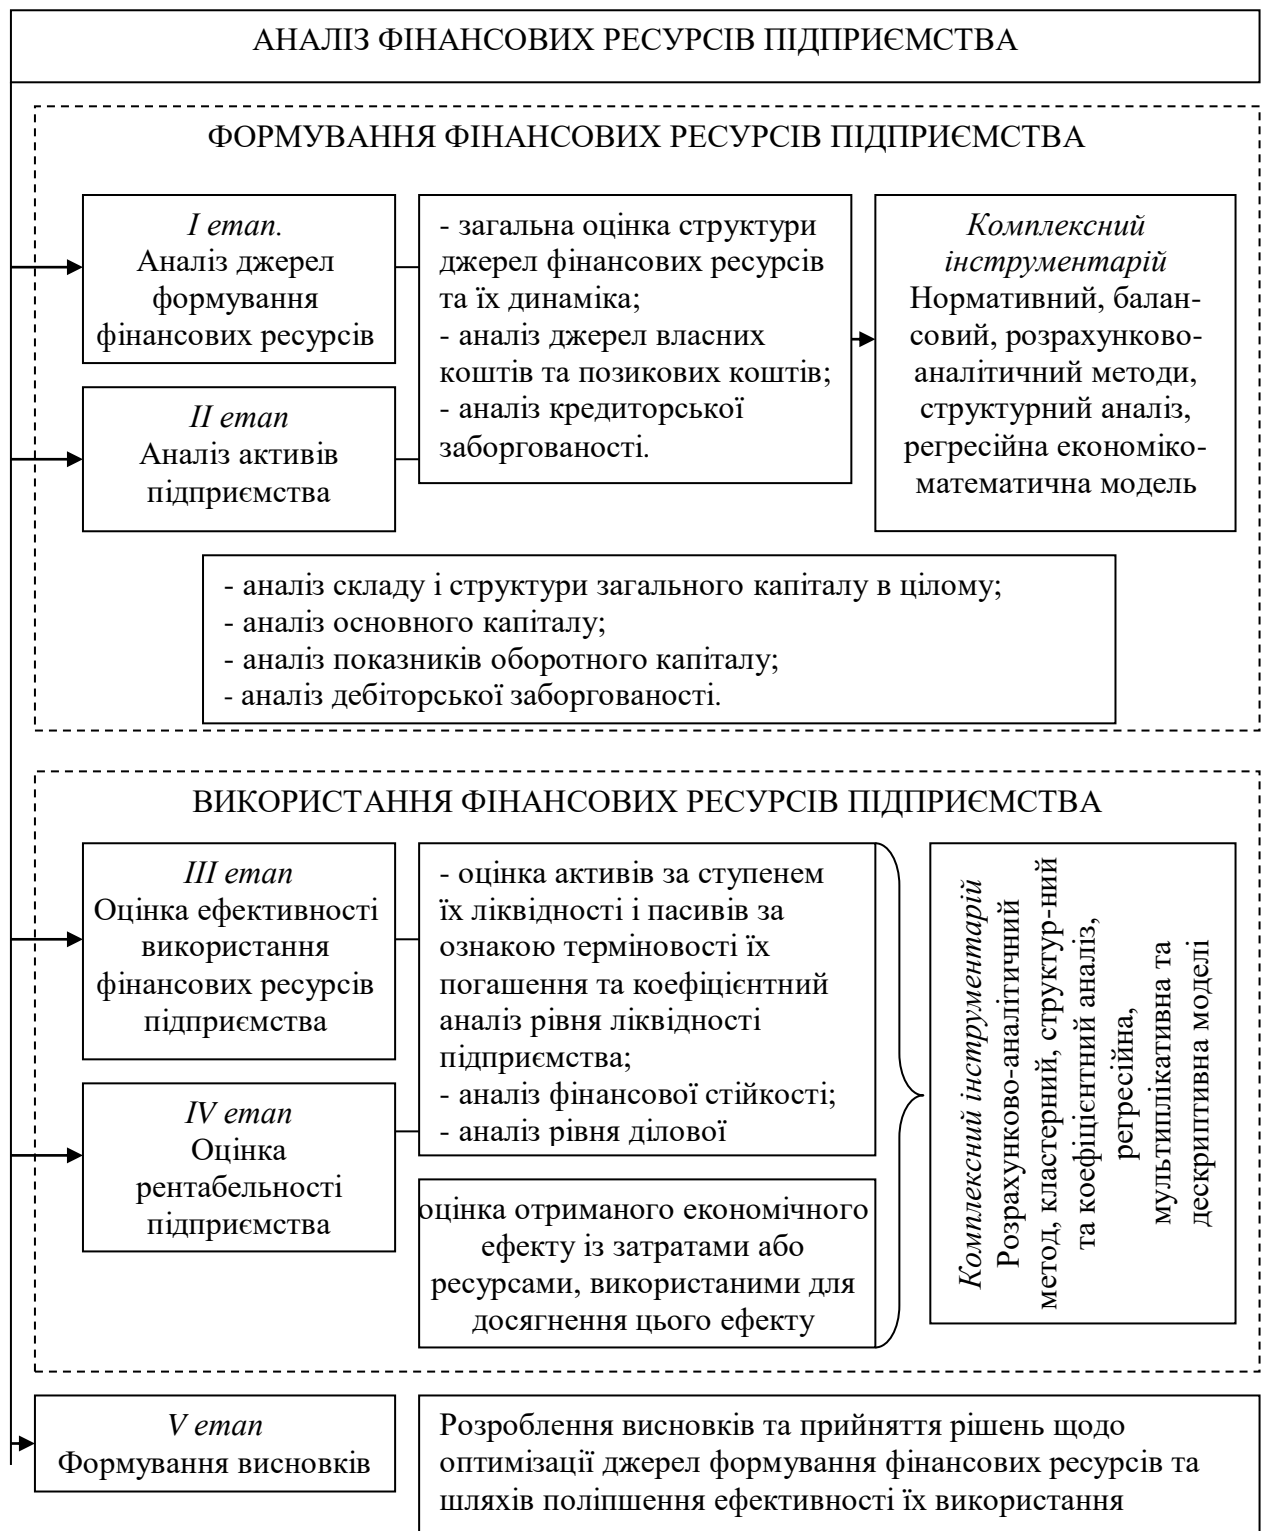 АНАЛІЗ ФІНАНСОВИХ РЕСУРСІВ ПІДПРИЄМСТВА
ФОРМУВАННЯ ФІНАНСОВИХ РЕСУРСІВ ПІДПРИЄМСТВА
І етап.
Аналіз джерел
формування
фінансових ресурсів
- загальна оцінка структури
джерел фінансових ресурсів
та їх динаміка;
- аналіз джерел власних
коштів та позикових коштів;
- аналіз кредиторської
заборгованості.
Комплексний
інструментарій
Нормативний, балан-
совий, розрахунково-
аналітичний методи,
структурний аналіз,
регресійна економіко-
математична модель
ІІ етап
Аналіз активів
підприємства
- аналіз складу і структури загального капіталу в цілому;
- аналіз основного капіталу;
- аналіз показників оборотного капіталу;
- аналіз дебіторської заборгованості.
ВИКОРИСТАННЯ ФІНАНСОВИХ РЕСУРСІВ ПІДПРИЄМСТВА
ІІІ етап
Оцінка ефективності
використання
фінансових ресурсів
підприємства
- оцінка активів за ступенем
їх ліквідності і пасивів за
ознакою терміновості їх
погашення та коефіцієнтний
аналіз рівня ліквідності
підприємства;
- аналіз фінансової стійкості;
- аналіз рівня ділової
IV етап
Оцінка
рентабельності
підприємства
оцінка отриманого економічного
ефекту із затратами або
ресурсами, використаними для
досягнення цього ефекту
Комплексний інструментарій
Розрахунково-аналітичний
метод, кластерний, структур-ний
та коефіцієнтний аналіз,
регресійна,
мультиплікативна та
дескриптивна моделі
V етап
Формування висновків
Розроблення висновків та прийняття рішень щодо
оптимізації джерел формування фінансових ресурсів та
шляхів поліпшення ефективності їх використання